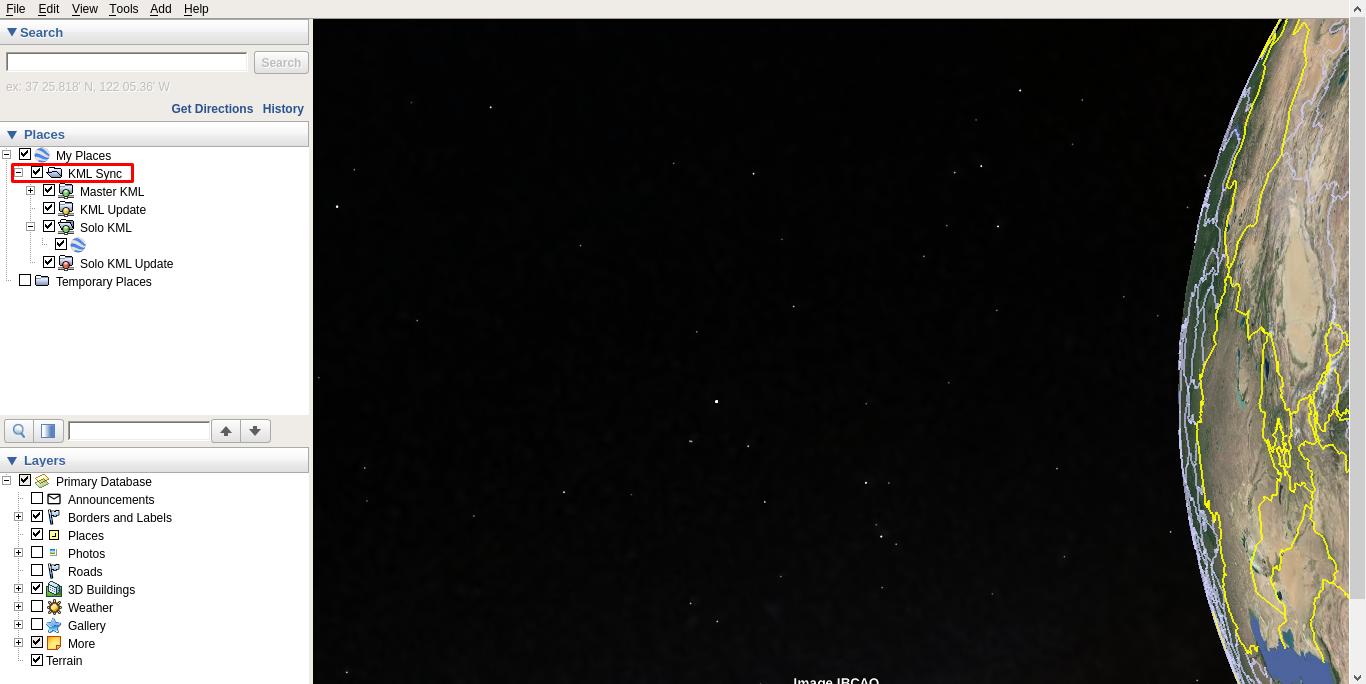 File Edit View Tools Add Help
Search
Search
ex: 37 25.818' N, 122 05.36' W
Get Directions History
Places
My Places
KML Sync
Master KML
KML Update
Solo KML
Solo KML Update
Temporary Places
Layers
Primary Database
Announcements
Borders and Labels
Places
Photos
Roads
3D Buildings
Weather
Gallery
More
Terrain
Image IBCAO